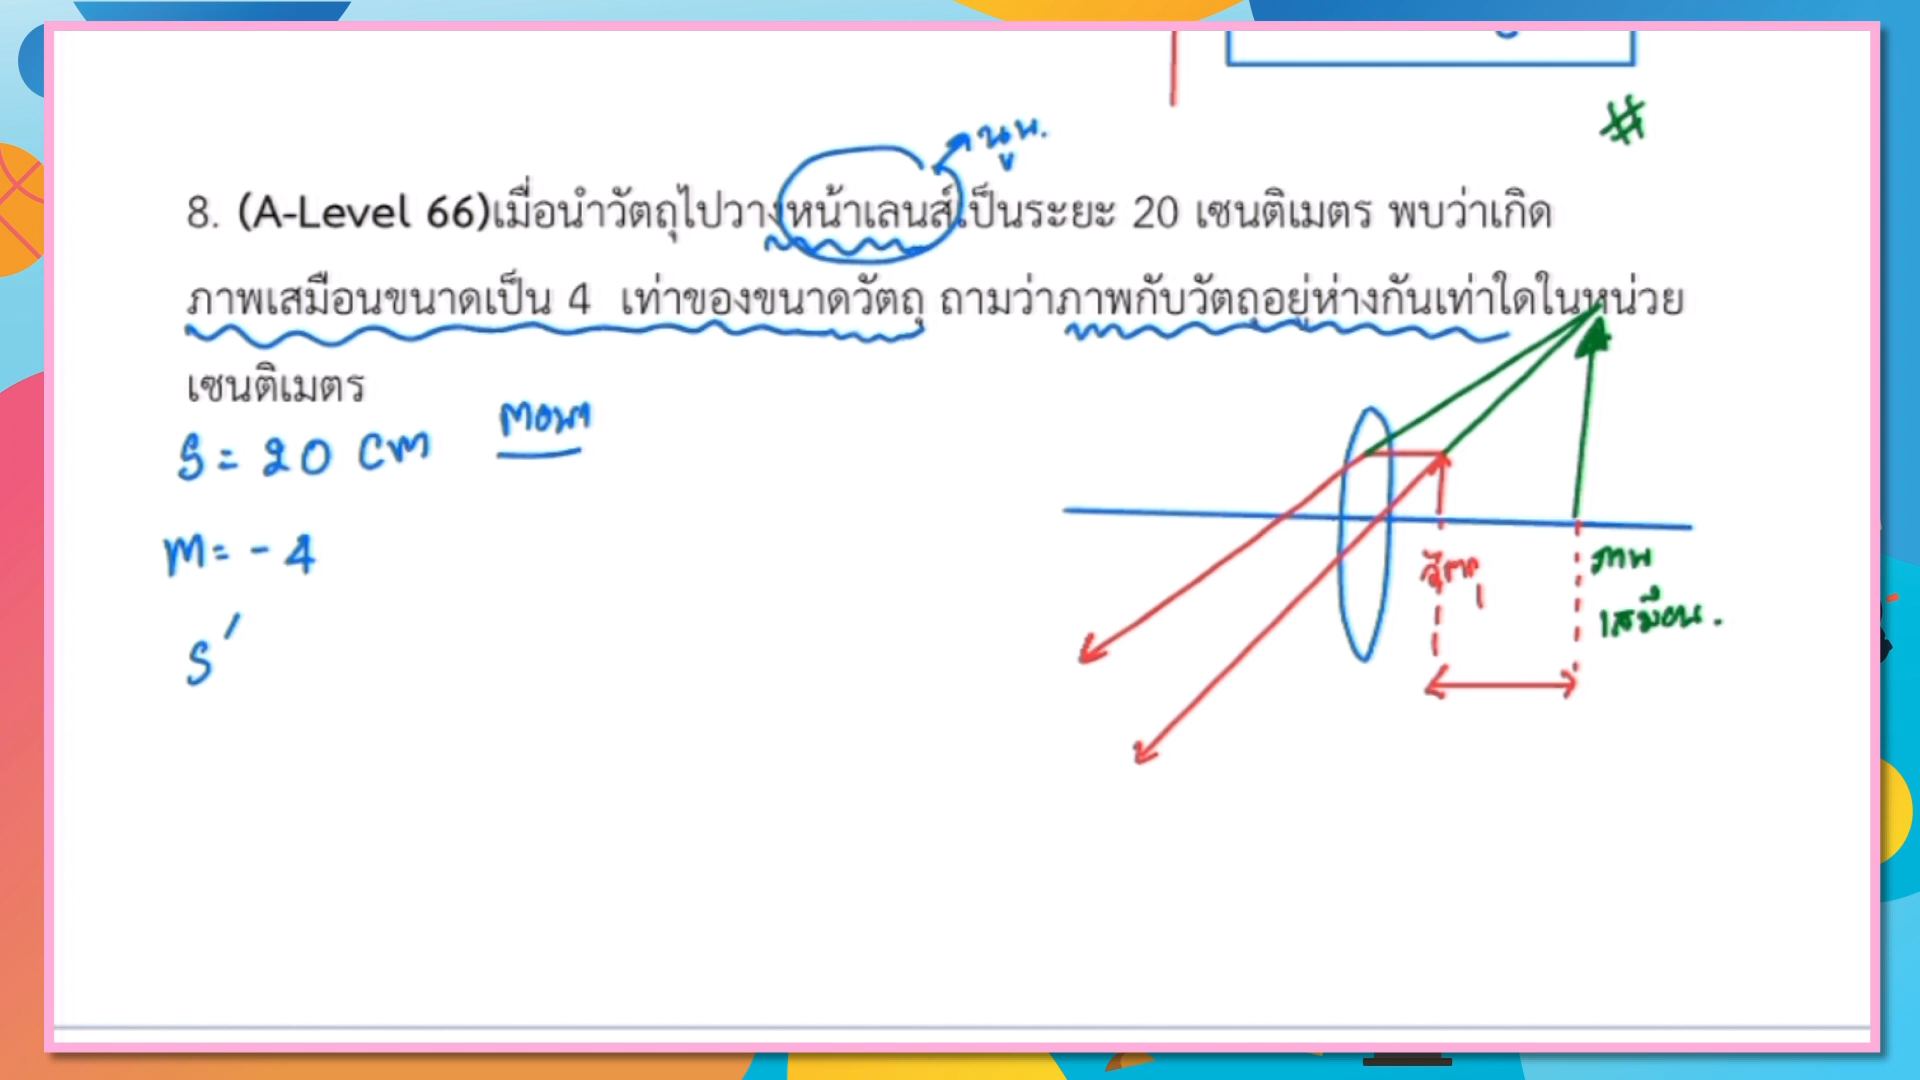 นูน.
8. (A-Level 66)เมื่อนำวัตถุไปวางหน้าเลนส์เป็นระยะ 20 เซนติเมตร พบว่าเกิด
ภาพเสมือนขนาดเป็น 4 เท่าของขนาดวัตถุ ถามว่าภาพกับวัตถุอยู่ห่างกันเท่าใดในหน่วย
เซนติเมตร
S = 20 cm
m = - 4
S'
วัตถุ
ภาพ
เสมือน.
#